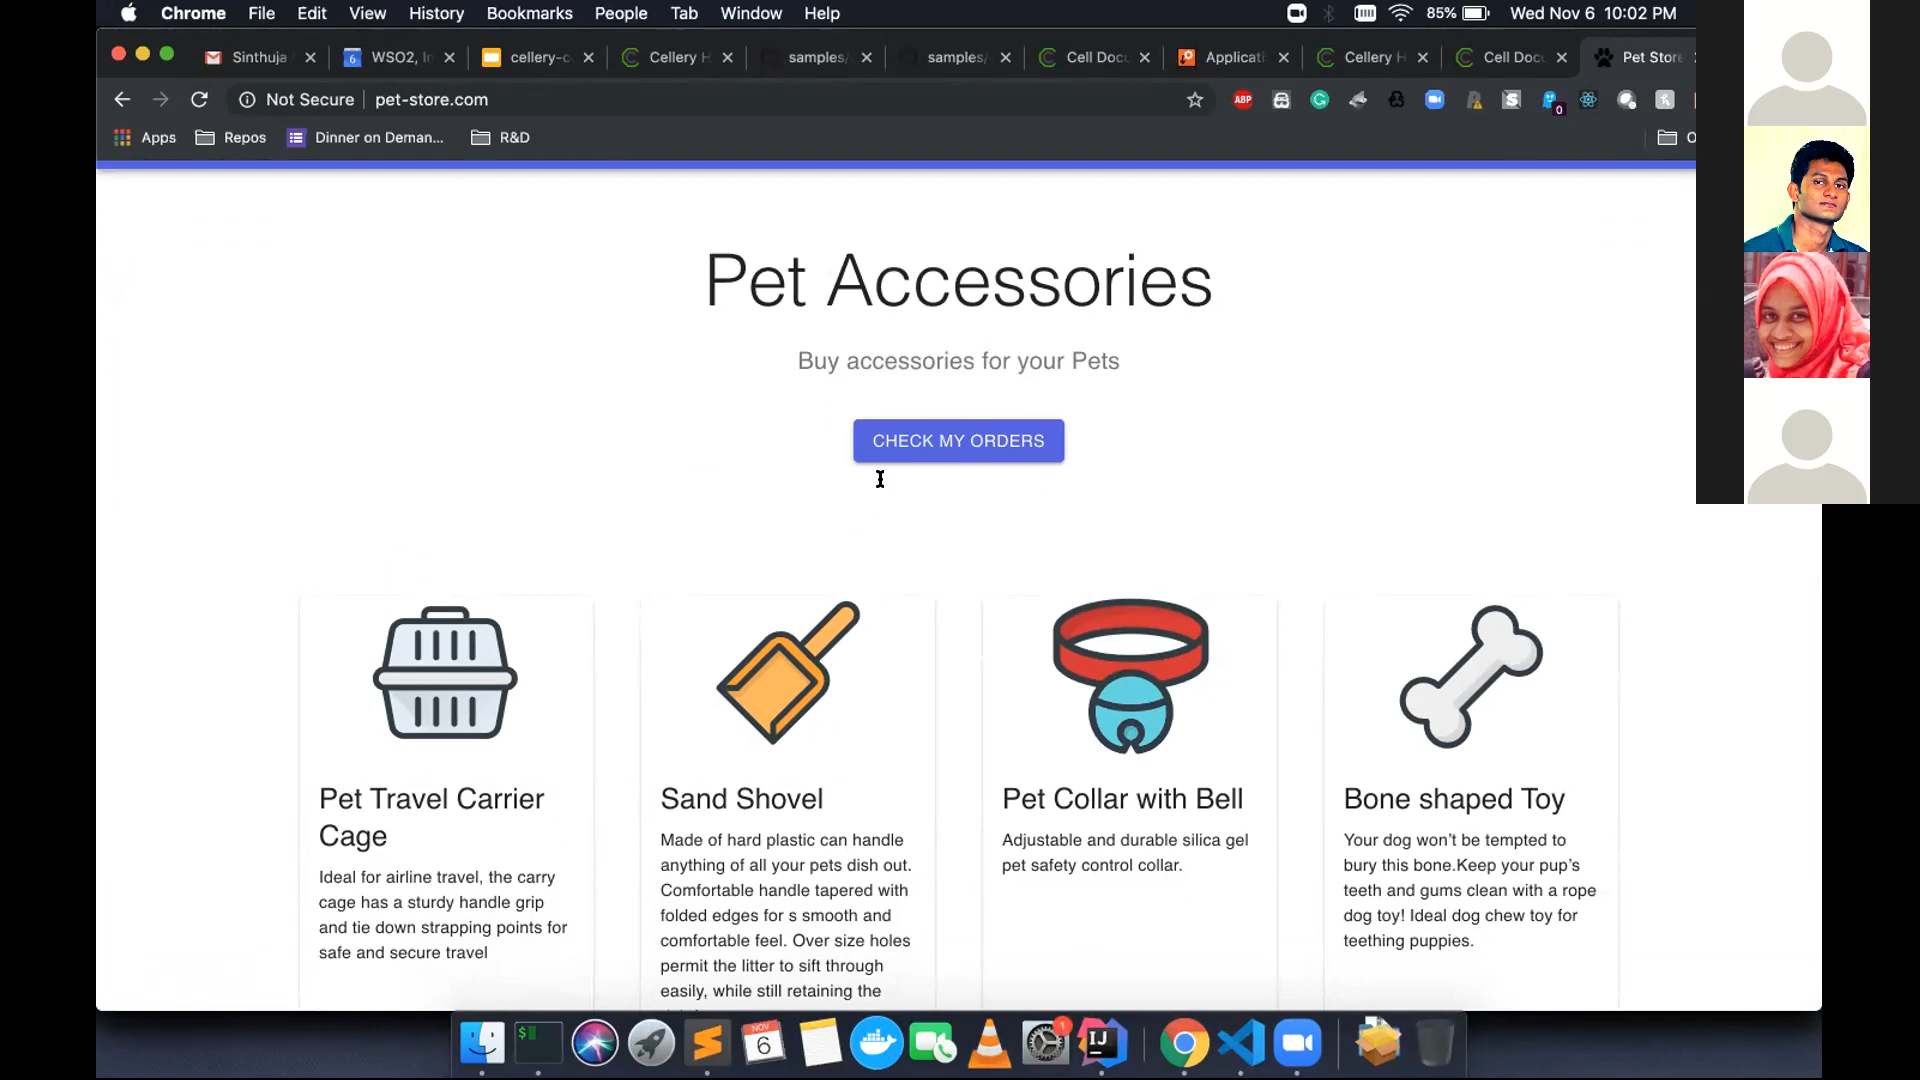 Chrome File Edit View History Bookmarks People Tab Window Help 85% Wed Nov 6 10:02 PM
Sinthuja 6 WSO2, In cellery-c Cellery H samples/ samples/ Cell Docu Applicati Cellery H Cell Docu Pet Store
Not Secure pet-store.com ABP 0
Apps Repos Dinner on Deman... R&D
Pet Accessories
Buy accessories for your Pets
CHECK MY ORDERS
Pet Travel Carrier
Cage
Ideal for airline travel, the carry
cage has a sturdy handle grip
and tie down strapping points for
safe and secure travel
Sand Shovel
Made of hard plastic can handle
anything of all your pets dish out.
Comfortable handle tapered with
folded edges for s smooth and
comfortable feel. Over size holes
permit the litter to sift through
easily, while still retaining the
Pet Collar with Bell
Adjustable and durable silica gel
pet safety control collar.
Bone shaped Toy
Your dog won’t be tempted to
bury this bone.Keep your pup’s
teeth and gums clean with a rope
dog toy! Ideal dog chew toy for
teething puppies.
$ NOV 6 1 IJ